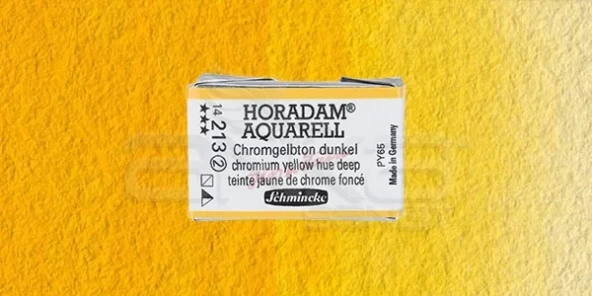 HORADAM®
AQUARELL
Chromgelbton dunkel
chromium yellow hue deep
teinte jaune de chrome foncé
Schmincke
14
213 2
★★★
PY65
Made in Germany